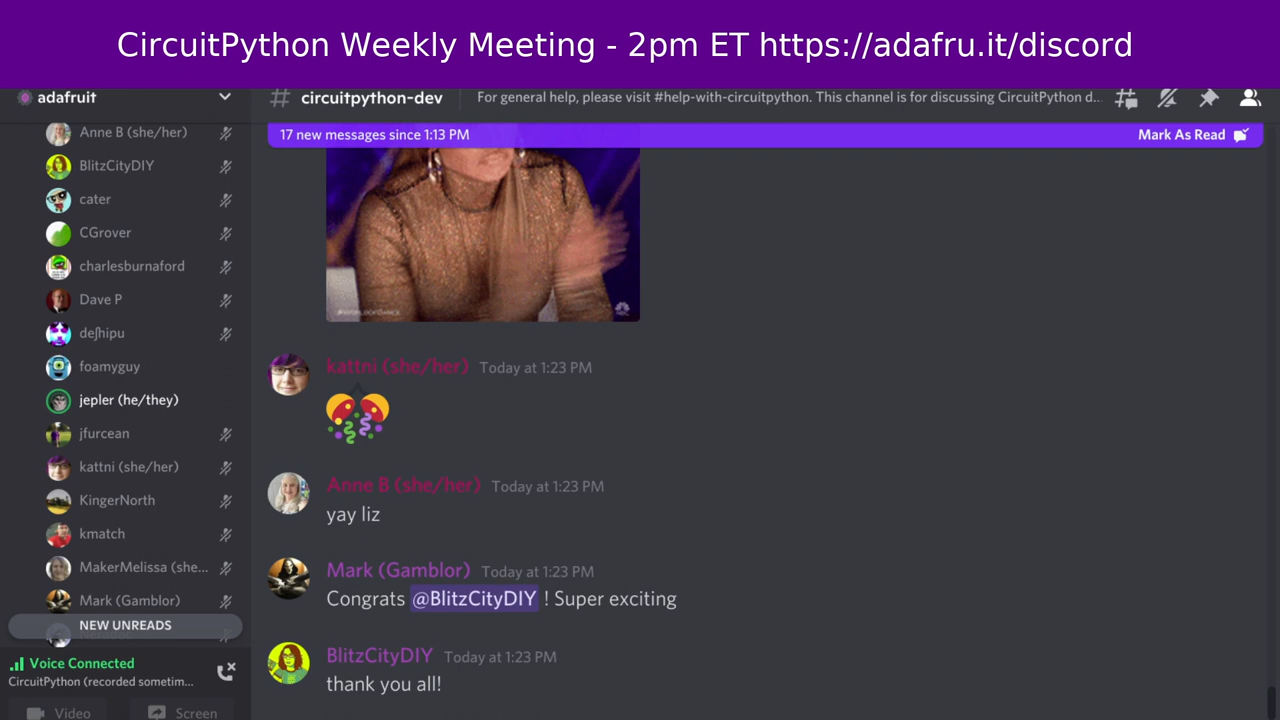 CircuitPython Weekly Meeting - 2pm ET https://adafru.it/discord
adafruit
# circuitpython-dev
For general help, please visit #help-with-circuitpython. This channel is for discussing CircuitPython d...
17 new messages since 1:13 PM
Mark As Read
Anne B (she/her)
BlitzCityDIY
cater
CGrover
charlesburnaford
Dave P
deʃhipu
foamyguy
jepler (he/they)
jfurcean
kattni (she/her)
KingerNorth
kmatch
MakerMelissa (she...
Mark (Gamblor)
NEW UNREADS
Voice Connected
CircuitPython (recorded sometim...
Video
Screen
kattni (she/her) Today at 1:23 PM
Anne B (she/her) Today at 1:23 PM
yay liz
Mark (Gamblor) Today at 1:23 PM
Congrats @BlitzCityDIY ! Super exciting
BlitzCityDIY Today at 1:23 PM
thank you all!